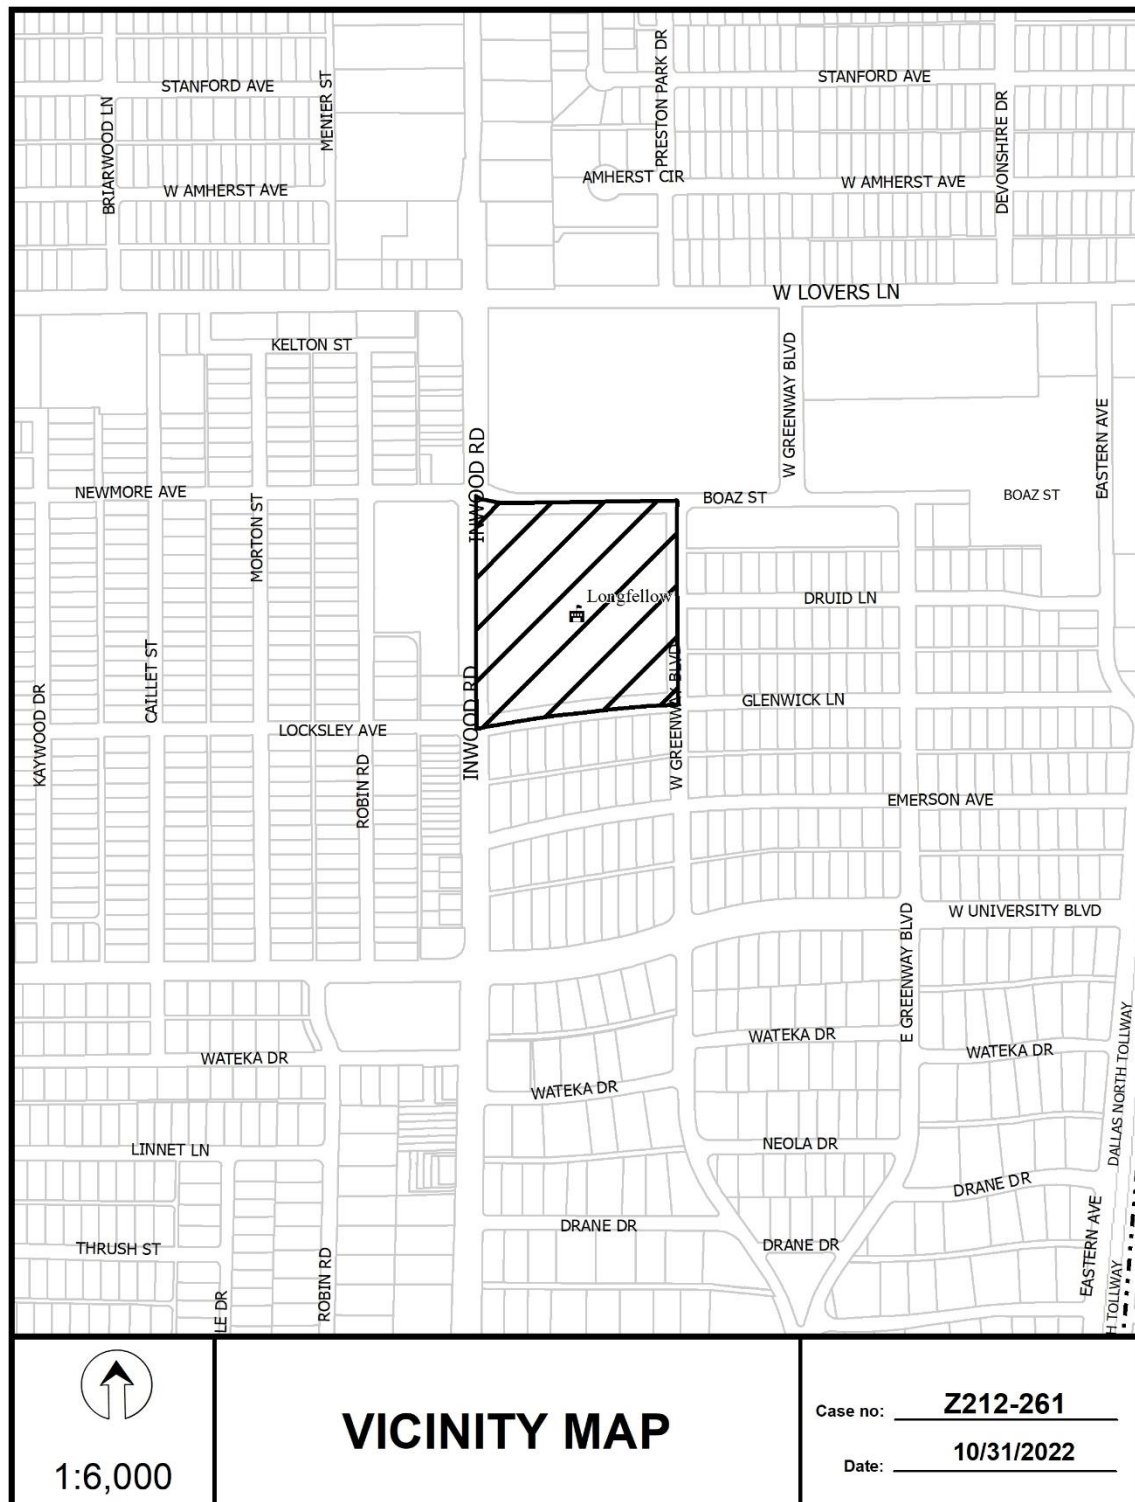 STANFORD AVE
MENIER ST
PRESTON PARK DR
STANFORD AVE
BRIARWOOD LN
DEVONSHIRE DR
W AMHERST AVE
AMHERST CIR
W AMHERST AVE
W LOVERS LN
KELTON ST
W GREENWAY BLVD
EASTERN AVE
INWOOD RD
NEWMORE AVE
MORTON ST
BOAZ ST
BOAZ ST
Longfellow
DRUID LN
CAILLET ST
KAYWOOD DR
INWOOD RD
W GREENWAY BLVD
GLENWICK LN
LOCKSLEY AVE
ROBIN RD
EMERSON AVE
W UNIVERSITY BLVD
E GREENWAY BLVD
WATEKA DR
WATEKA DR
WATEKA DR
WATEKA DR
DALLAS NORTH TOLLWAY
LINNET LN
NEOLA DR
DRANE DR
DRANE DR
DRANE DR
THRUSH ST
ROBIN RD
EASTERN AVE
LE DR
H TOLLWAY
1:6,000
VICINITY MAP
Case no: Z212-261
Date: 10/31/2022